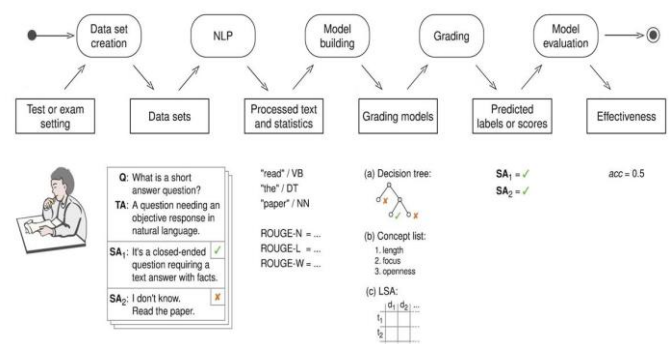 Data set
creation
NLP
Model
building
Grading
Model
evaluation
Test or exam
setting
Data sets
Processed text
and statistics
Grading models
Predicted
labels or scores
Effectiveness
Q: What is a short
answer question?
TA: A question needing an
objective response in
natural language.
SA1: It's a closed-ended ✓
question requiring a
text answer with facts.
SA2: I don't know. ✗
Read the paper.
"read" / VB
"the" / DT
"paper" / NN
ROUGE-N = ...
ROUGE-L = ...
ROUGE-W = ...
(a) Decision tree:
✗
✓ ✗
(b) Concept list:
1. length
2. focus
3. openness
(c) LSA:
d1 d2 ...
t1
t2
SA1 = ✓
SA2 = ✓
acc = 0.5